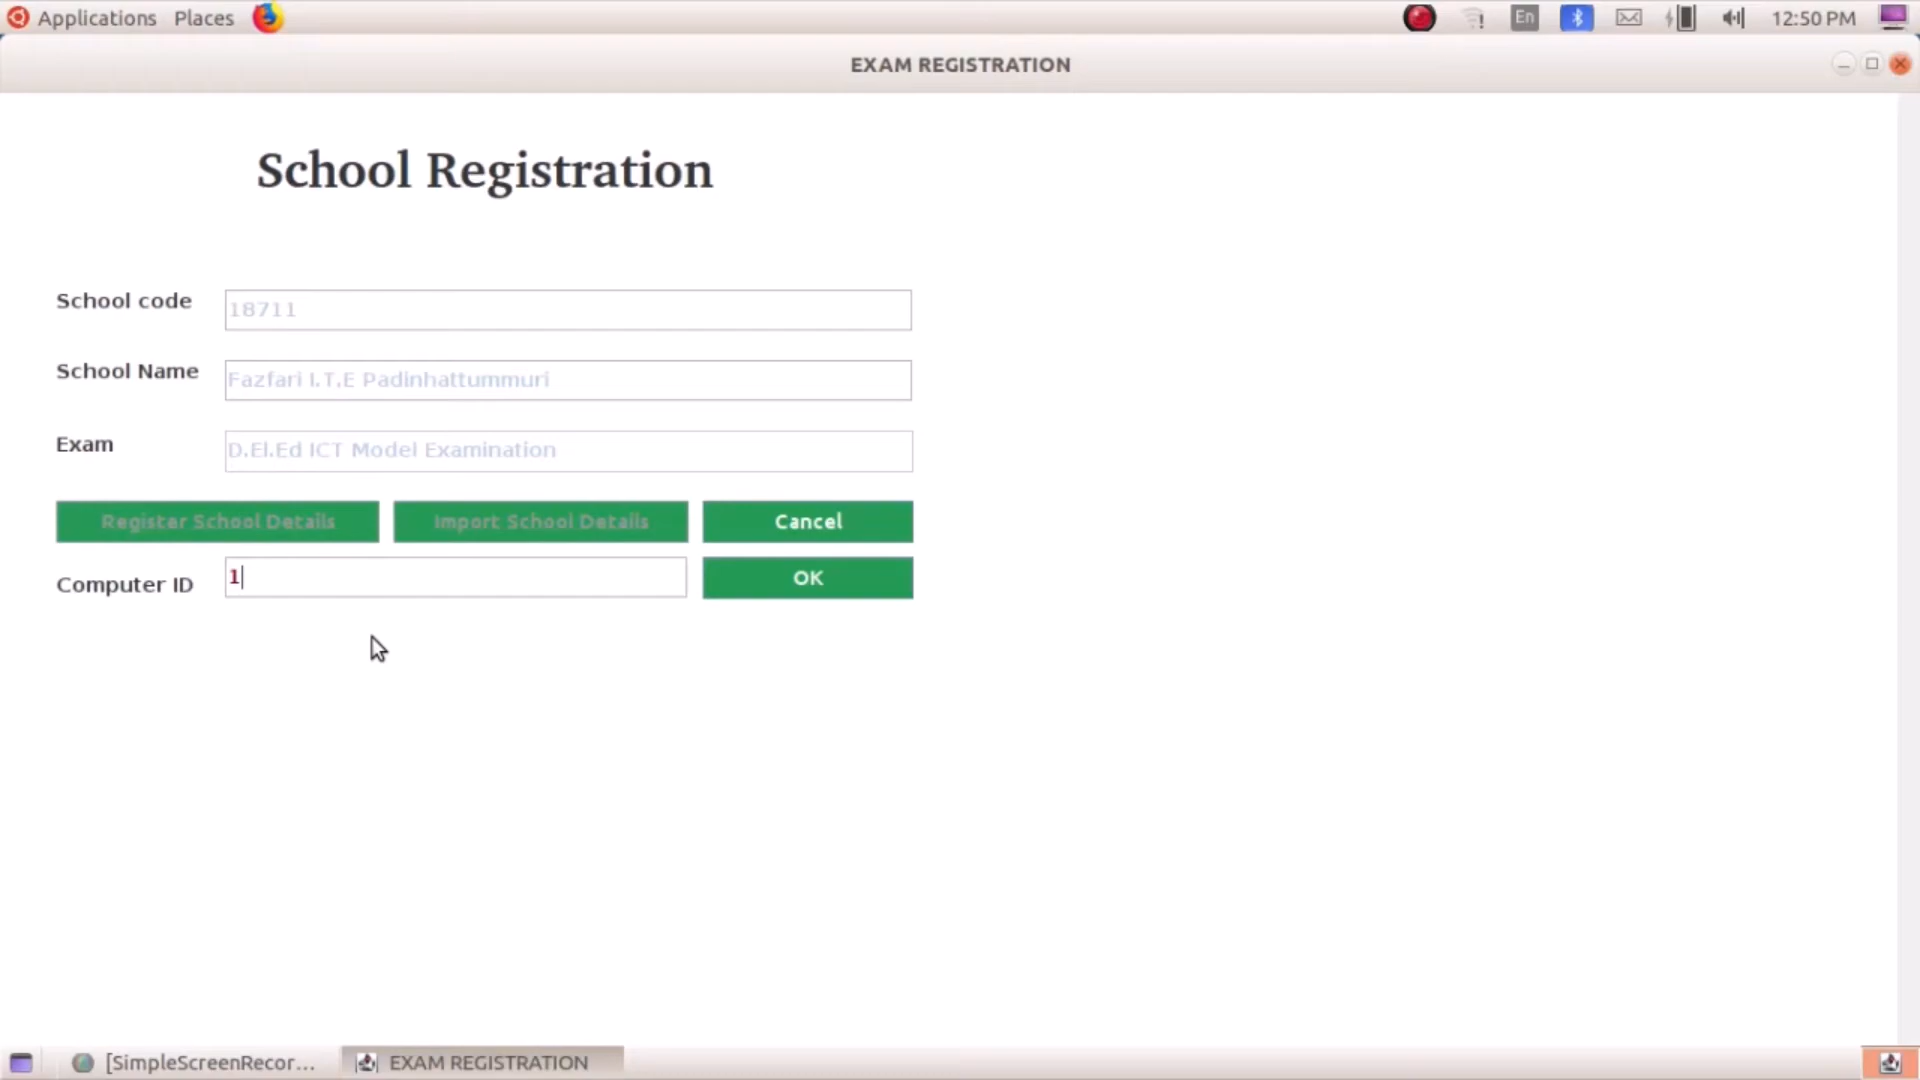 Applications Places En 12:50 PM
EXAM REGISTRATION
School Registration
School code 18711
School Name Fazfari I.T.E Padinhattummuri
Exam D.El.Ed ICT Model Examination
Register School Details Import School Details Cancel
Computer ID 1 OK
[SimpleScreenRecor... EXAM REGISTRATION